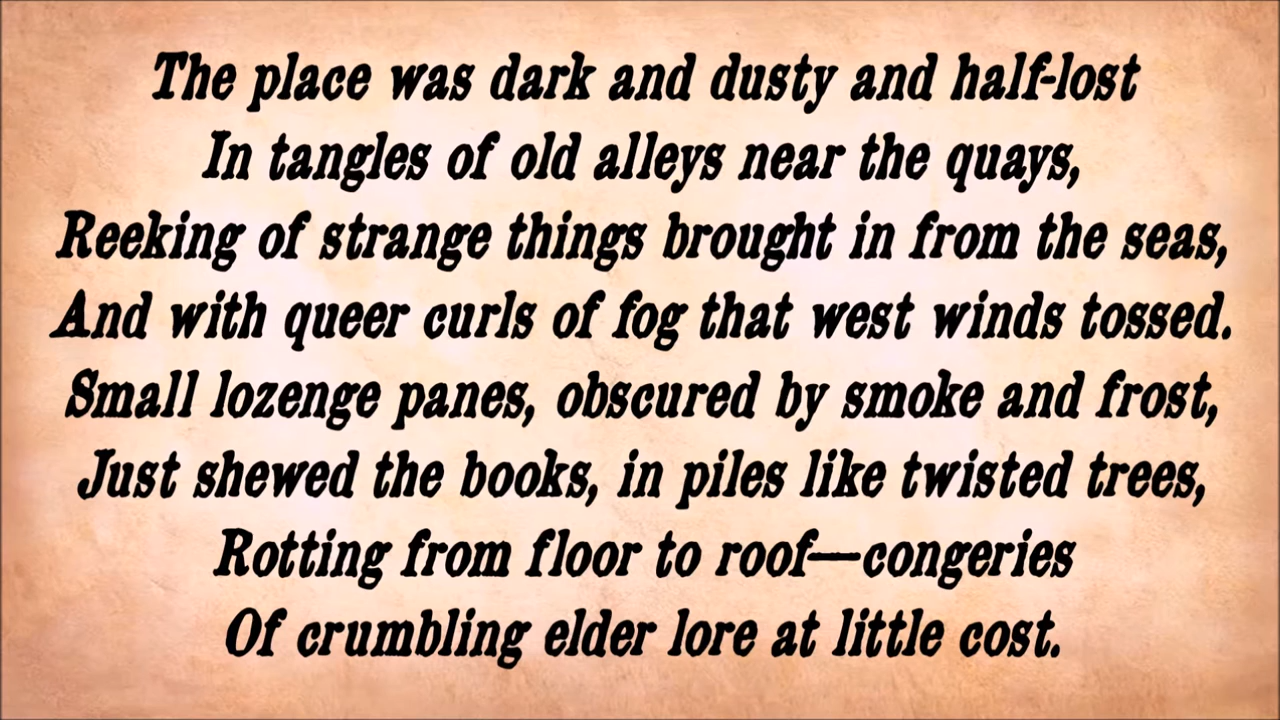 The place was dark and dusty and half-lost
In tangles of old alleys near the quays,
Reeking of strange things brought in from the seas,
And with queer curls of fog that west winds tossed.
Small lozenge panes, obscured by smoke and frost,
Just shewed the books, in piles like twisted trees,
Rotting from floor to roof—congeries
Of crumbling elder lore at little cost.